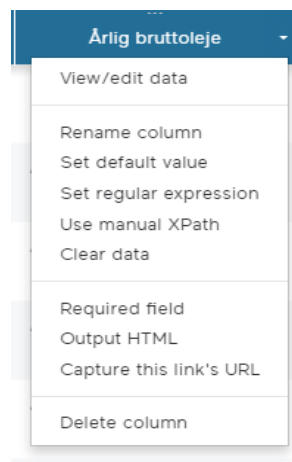 Årlig bruttoleje
View/edit data
Rename column
Set default value
Set regular expression
Use manual XPath
Clear data
Required field
Output HTML
Capture this link's URL
Delete column